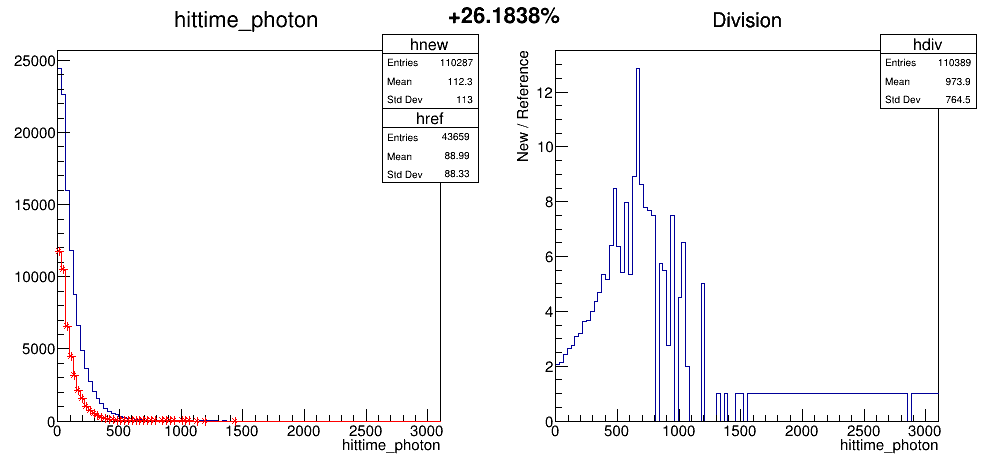 +26.1838%
hittime_photon
hnew
Entries 110287
Mean 112.3
Std Dev 113
href
Entries 43659
Mean 88.99
Std Dev 88.33
25000
20000
15000
10000
5000
0
0 500 1000 1500 2000 2500 3000
hittime_photon
Division
hdiv
Entries 110389
Mean 973.9
Std Dev 764.5
New / Reference
12
10
8
6
4
2
0
0 500 1000 1500 2000 2500 3000
hittime_photon